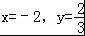 x=-2, y=2/3